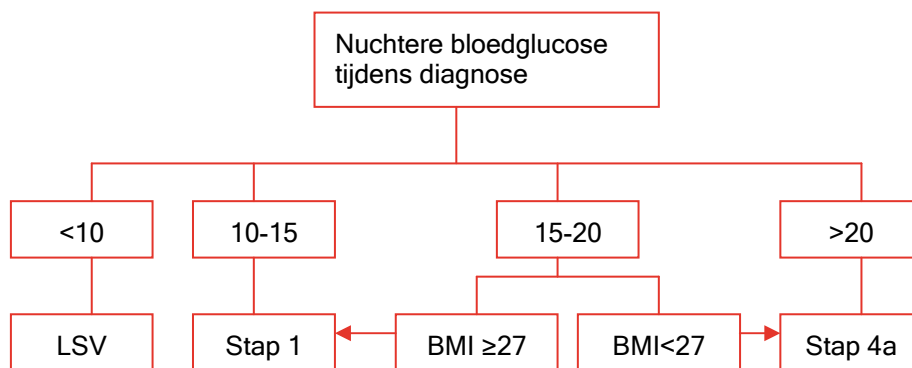 Nuchtere bloedglucose
tijdens diagnose
<10
10-15
15-20
>20
LSV
Stap 1
BMI ≥27
BMI<27
Stap 4a